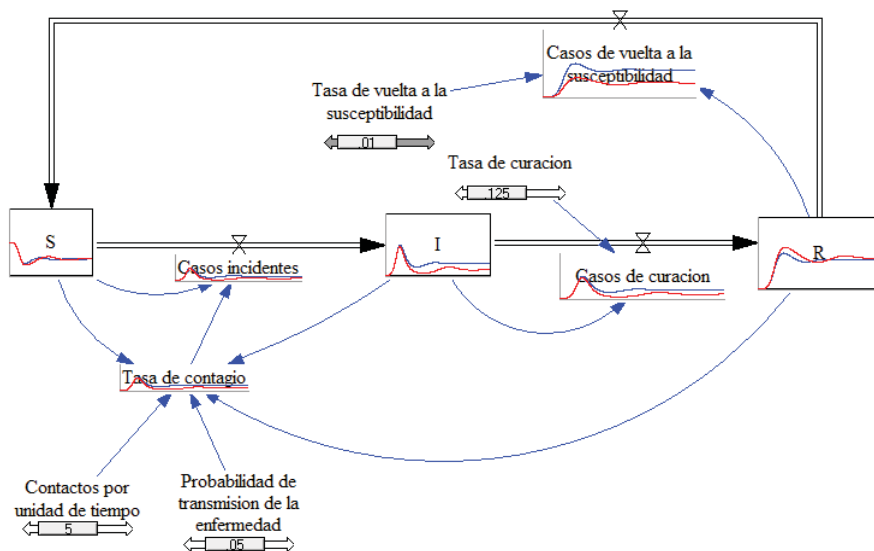 Casos de vuelta a la
susceptibilidad
Tasa de vuelta a la
susceptibilidad
.01
Tasa de curacion
.125
S
I
R
Casos incidentes
Casos de curacion
Tasa de contagio
Contactos por
unidad de tiempo
5
Probabilidad de
transmision de la
enfermedad
.05